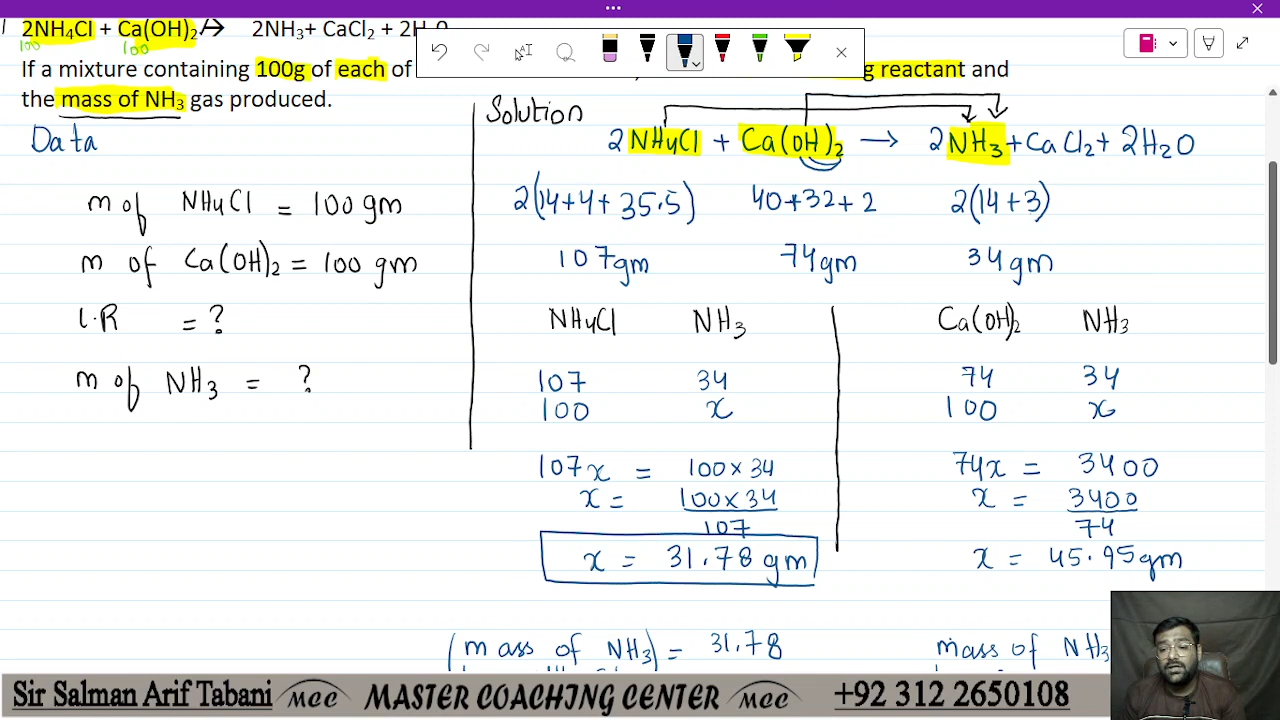 2NH₄Cl + Ca(OH)₂ → 2NH₃+ CaCl₂ + 2H₂O
100 100
If a mixture containing 100g of each of reactant and
the mass of NH₃ gas produced.
Data
m of NH4Cl = 100 gm
m of Ca(OH)₂ = 100 gm
L.R = ?
m of NH₃ = ?
Solution
2NH4Cl + Ca(OH)₂ → 2NH₃ + CaCl₂ + 2H₂O
2(14+4+35.5) 40+32+2 2(14+3)
107gm 74gm 34gm
NH4Cl NH₃
107 34
100 x
107x = 100×34
x = 100×34
107
x = 31.78 gm
Ca(OH)₂ NH₃
74 34
100 x
74x = 3400
x = 3400
74
x = 45.95gm
(mass of NH₃) = 31.78
mass of NH₃
Sir Salman Arif Tabani MCC MASTER COACHING CENTER MCC +92 312 2650108